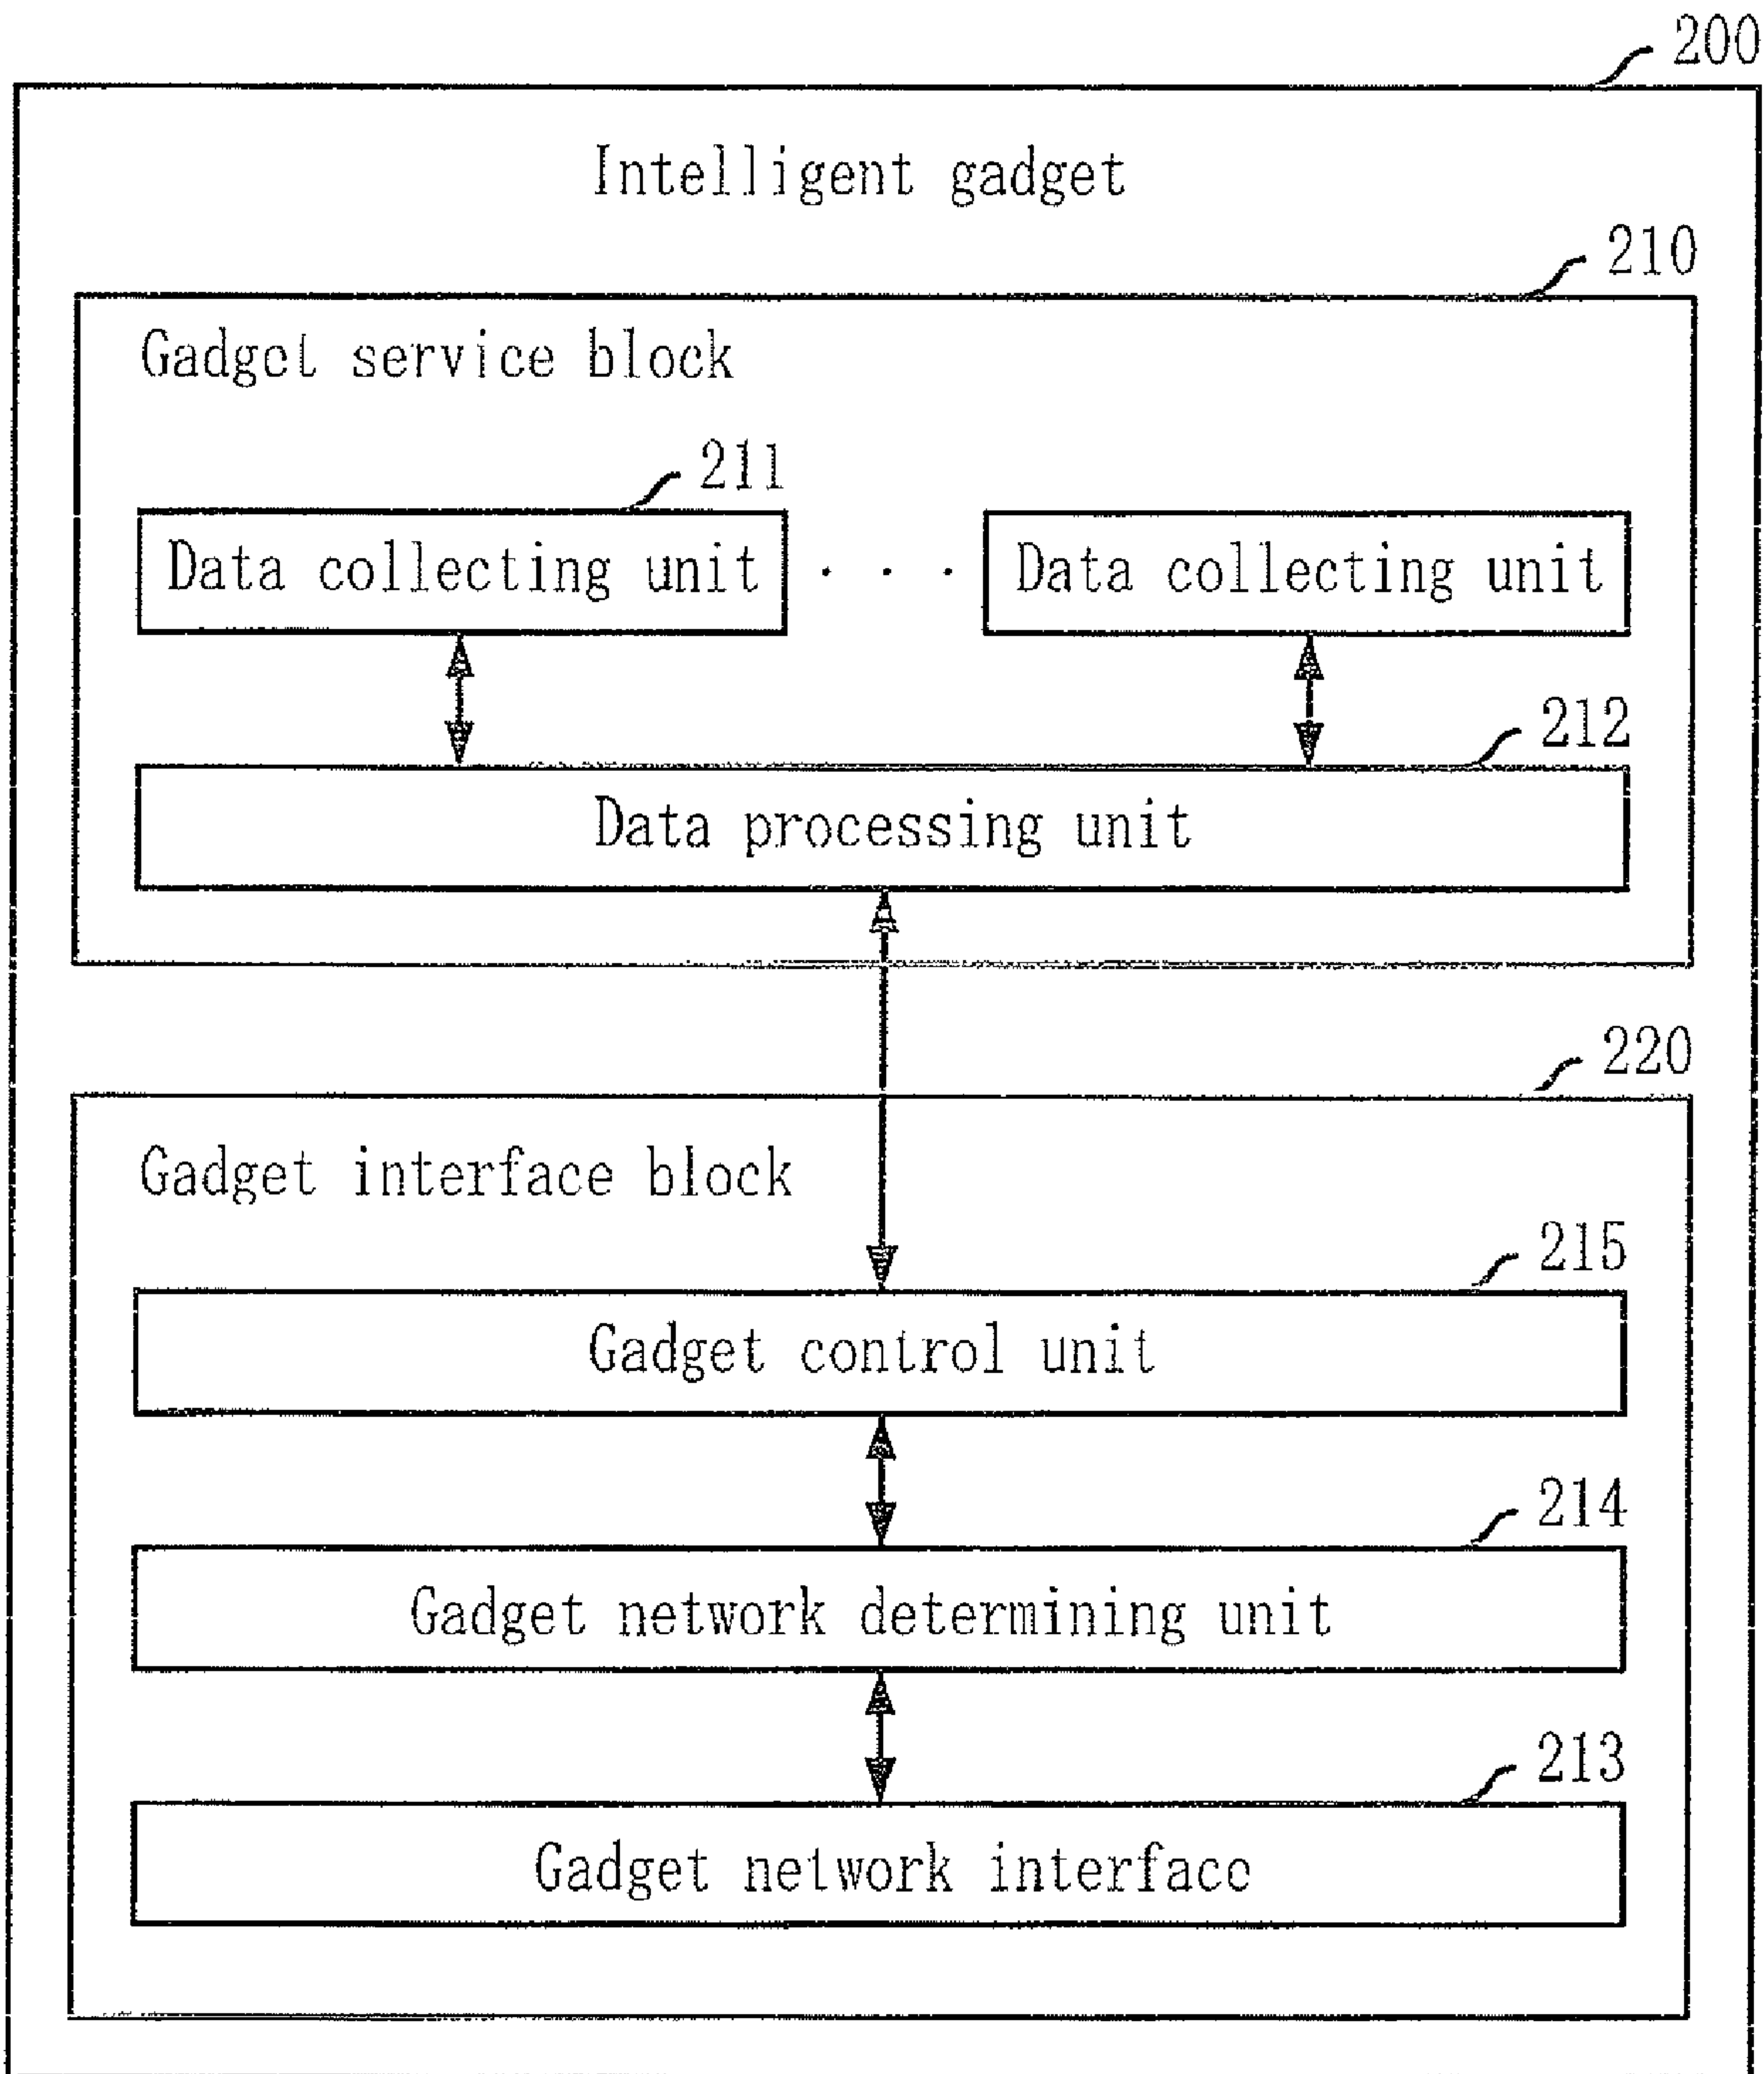 200
Intelligent gadget
210
Gadget service block
211
Data collecting unit . . . Data collecting unit
212
Data processing unit
220
Gadget interface block
215
Gadget control unit
214
Gadget network determining unit
213
Gadget network interface